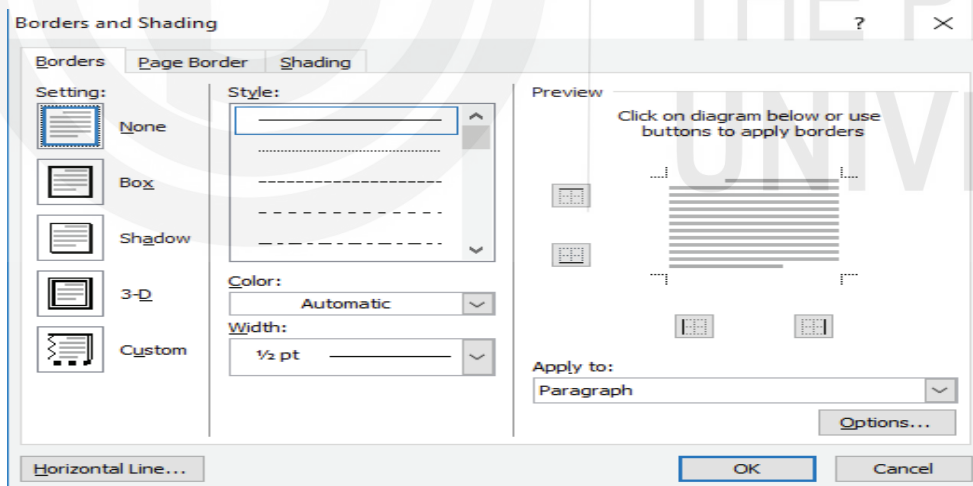 Borders and Shading ? ×
Borders Page Border Shading
Setting:
None
Box
Shadow
3-D
Custom
Style:
Color:
Automatic
Width:
½ pt
Preview
Click on diagram below or use
buttons to apply borders
Apply to:
Paragraph
Options...
Horizontal Line...
OK Cancel
THE P
UNIV